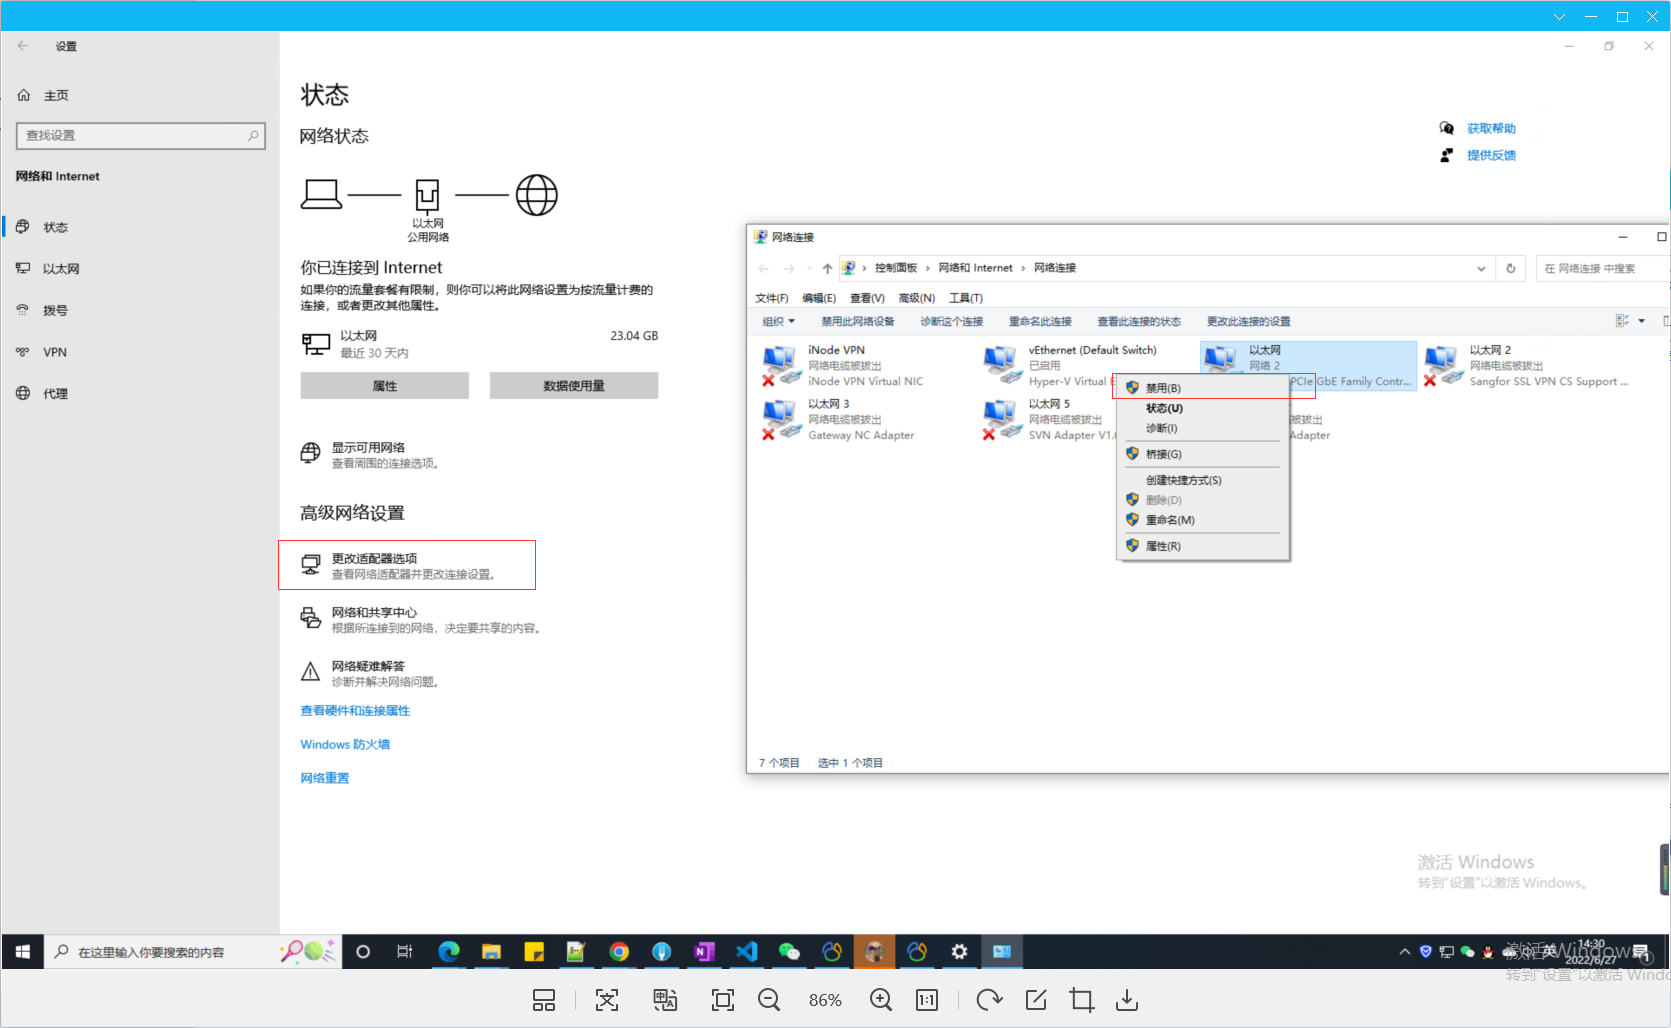 设置
主页
查找设置
网络和 Internet
状态
以太网
拨号
VPN
代理
状态
网络状态
以太网
公用网络
你已连接到 Internet
如果你的流量套餐有限制，则你可以将此网络设置为按流量计费的
连接，或者更改其他属性。
以太网
23.04 GB
最近 30 天内
属性
数据使用量
显示可用网络
查看周围的连接选项。
高级网络设置
更改适配器选项
查看网络适配器并更改连接设置。
网络和共享中心
根据所连接到的网络，决定要共享的内容。
网络疑难解答
诊断并解决网络问题。
查看硬件和连接属性
Windows 防火墙
网络重置
获取帮助
提供反馈
网络连接
控制面板 › 网络和 Internet › 网络连接
在 网络连接 中搜索
文件(F) 编辑(E) 查看(V) 高级(N) 工具(T)
组织 禁用此网络设备 诊断这个连接 重命名此连接 查看此连接的状态 更改此连接的设置
iNode VPN
网络电缆被拔出
iNode VPN Virtual NIC
vEthernet (Default Switch)
已启用
Hyper-V Virtual
以太网
网络 2
PCIe GbE Family Contr...
以太网 2
网络电缆被拔出
Sangfor SSL VPN CS Support ...
以太网 3
网络电缆被拔出
Gateway NC Adapter
以太网 5
网络电缆被拔出
SVN Adapter V1.
被拔出
Adapter
禁用(B)
状态(U)
诊断(I)
桥接(G)
创建快捷方式(S)
删除(D)
重命名(M)
属性(R)
7 个项目 选中 1 个项目
激活 Windows
转到"设置"以激活 Windows。
在这里输入你要搜索的内容
英
14:30
2022/6/27
1
激活 Windows
转到"设置"以激活 Windo
86%
1:1